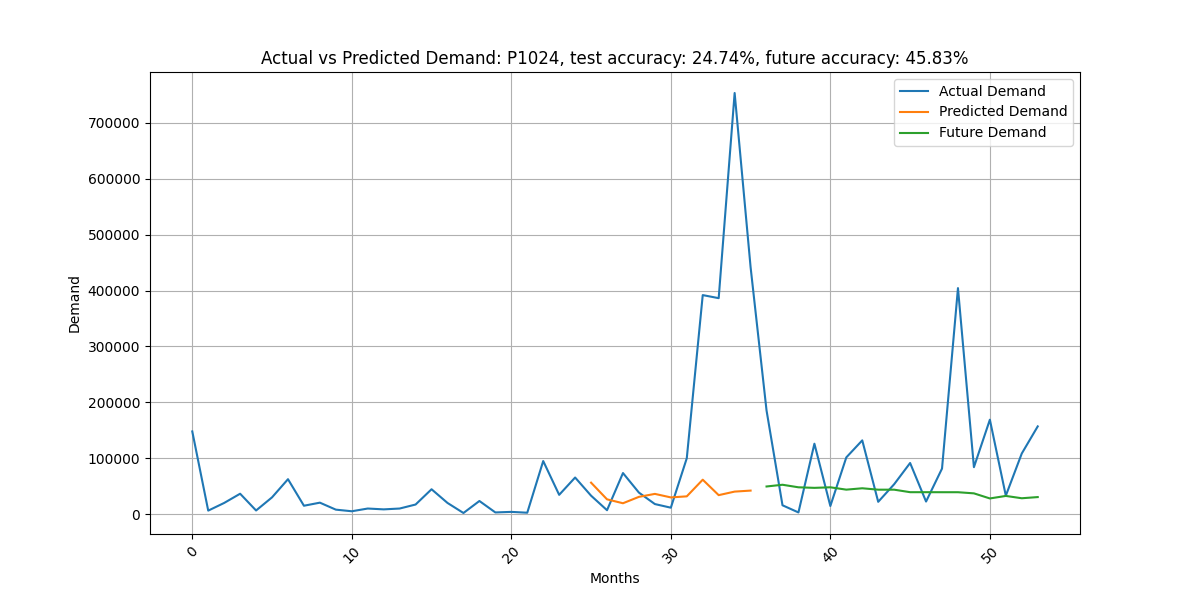 Actual vs Predicted Demand: P1024, test accuracy: 24.74%, future accuracy: 45.83%
Actual Demand
Predicted Demand
Future Demand
700000
600000
500000
400000
300000
200000
100000
0
Demand
0
10
20
30
40
50
Months